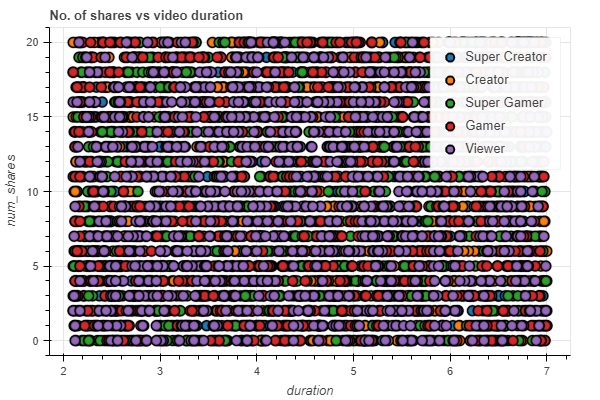 No. of shares vs video duration
20
15
10
5
0
num_shares
2
3
4
5
6
7
duration
Super Creator
Creator
Super Gamer
Gamer
Viewer